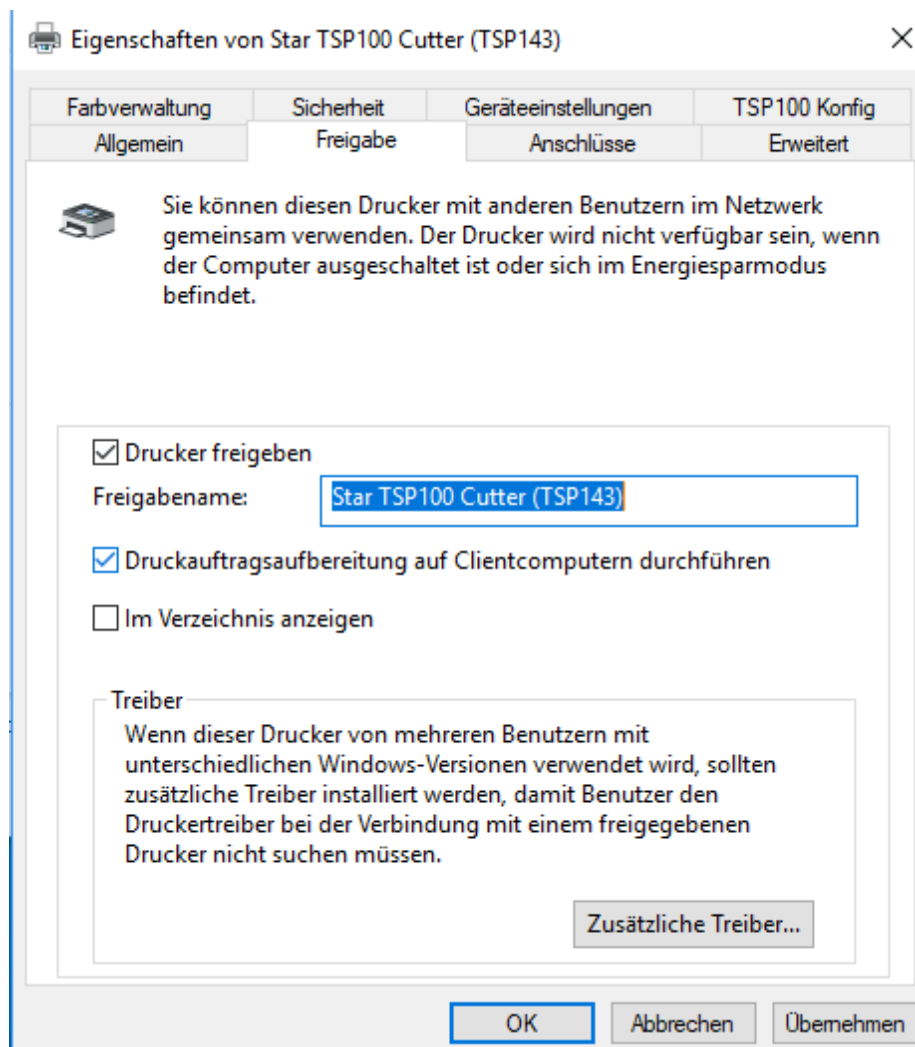 Eigenschaften von Star TSP100 Cutter (TSP143)
Farbverwaltung Sicherheit Geräteeinstellungen TSP100 Konfig
Allgemein Freigabe Anschlüsse Erweitert
Sie können diesen Drucker mit anderen Benutzern im Netzwerk
gemeinsam verwenden. Der Drucker wird nicht verfügbar sein, wenn
der Computer ausgeschaltet ist oder sich im Energiesparmodus
befindet.
Drucker freigeben
Freigabename: Star TSP100 Cutter (TSP143)
Druckauftragsaufbereitung auf Clientcomputern durchführen
Im Verzeichnis anzeigen
Treiber
Wenn dieser Drucker von mehreren Benutzern mit
unterschiedlichen Windows-Versionen verwendet wird, sollten
zusätzliche Treiber installiert werden, damit Benutzer den
Druckertreiber bei der Verbindung mit einem freigegebenen
Drucker nicht suchen müssen.
Zusätzliche Treiber...
OK Abbrechen Übernehmen